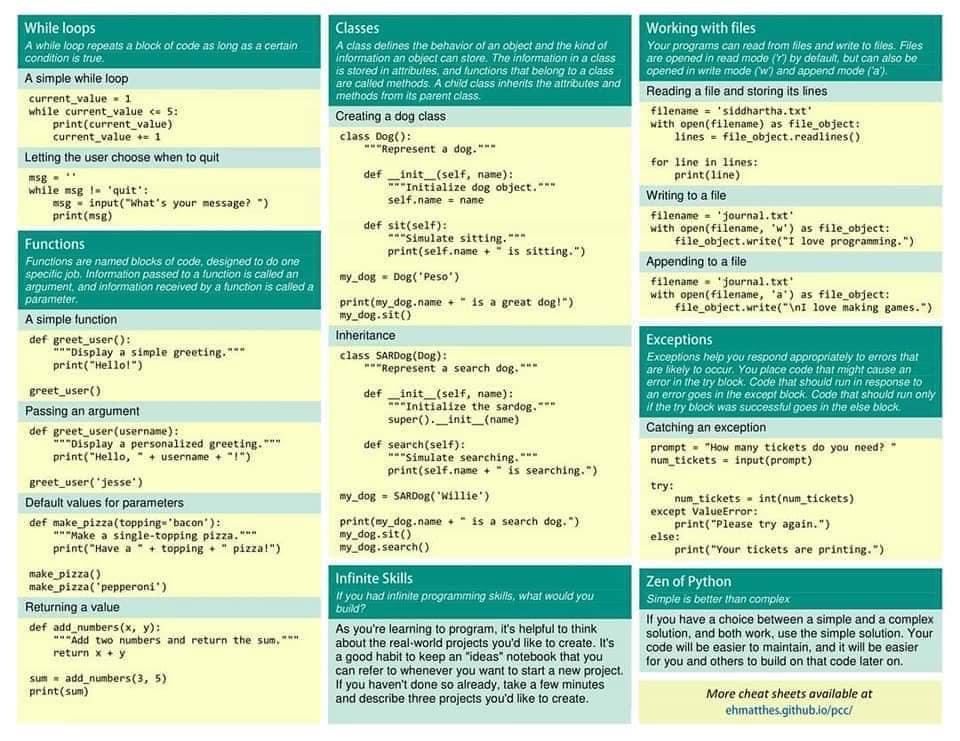 While loops
A while loop repeats a block of code as long as a certain
condition is true.
A simple while loop
current_value = 1
while current_value <= 5:
    print(current_value)
    current_value += 1
Letting the user choose when to quit
msg = ''
while msg != 'quit':
    msg = input("What's your message? ")
    print(msg)
Functions
Functions are named blocks of code, designed to do one
specific job. Information passed to a function is called an
argument, and information received by a function is called a
parameter.
A simple function
def greet_user():
    """Display a simple greeting."""
    print("Hello!")
greet_user()
Passing an argument
def greet_user(username):
    """Display a personalized greeting."""
    print("Hello, " + username + "!")
greet_user('jesse')
Default values for parameters
def make_pizza(topping='bacon'):
    """Make a single-topping pizza."""
    print("Have a " + topping + " pizza!")
make_pizza()
make_pizza('pepperoni')
Returning a value
def add_numbers(x, y):
    """Add two numbers and return the sum."""
    return x + y
sum = add_numbers(3, 5)
print(sum)
Classes
A class defines the behavior of an object and the kind of
information an object can store. The information in a class
is stored in attributes, and functions that belong to a class
are called methods. A child class inherits the attributes and
methods from its parent class.
Creating a dog class
class Dog():
    """Represent a dog."""
    def __init__(self, name):
        """Initialize dog object."""
        self.name = name
    def sit(self):
        """Simulate sitting."""
        print(self.name + " is sitting.")
my_dog = Dog('Peso')
print(my_dog.name + " is a great dog!")
my_dog.sit()
Inheritance
class SARDog(Dog):
    """Represent a search dog."""
    def __init__(self, name):
        """Initialize the sardog."""
        super().__init__(name)
    def search(self):
        """Simulate searching."""
        print(self.name + " is searching.")
my_dog = SARDog('Willie')
print(my_dog.name + " is a search dog.")
my_dog.sit()
my_dog.search()
Infinite Skills
If you had infinite programming skills, what would you
build?
As you're learning to program, it's helpful to think
about the real-world projects you'd like to create. It's
a good habit to keep an "ideas" notebook that you
can refer to whenever you want to start a new project.
If you haven't done so already, take a few minutes
and describe three projects you'd like to create.
Working with files
Your programs can read from files and write to files. Files
are opened in read mode ('r') by default, but can also be
opened in write mode ('w') and append mode ('a').
Reading a file and storing its lines
filename = 'siddhartha.txt'
with open(filename) as file_object:
    lines = file_object.readlines()
for line in lines:
    print(line)
Writing to a file
filename = 'journal.txt'
with open(filename, 'w') as file_object:
    file_object.write("I love programming.")
Appending to a file
filename = 'journal.txt'
with open(filename, 'a') as file_object:
    file_object.write("\nI love making games.")
Exceptions
Exceptions help you respond appropriately to errors that
are likely to occur. You place code that might cause an
error in the try block. Code that should run in response to
an error goes in the except block. Code that should run only
if the try block was successful goes in the else block.
Catching an exception
prompt = "How many tickets do you need? "
num_tickets = input(prompt)
try:
    num_tickets = int(num_tickets)
except ValueError:
    print("Please try again.")
else:
    print("Your tickets are printing.")
Zen of Python
Simple is better than complex
If you have a choice between a simple and a complex
solution, and both work, use the simple solution. Your
code will be easier to maintain, and it will be easier
for you and others to build on that code later on.
More cheat sheets available at
ehmatthes.github.io/pcc/